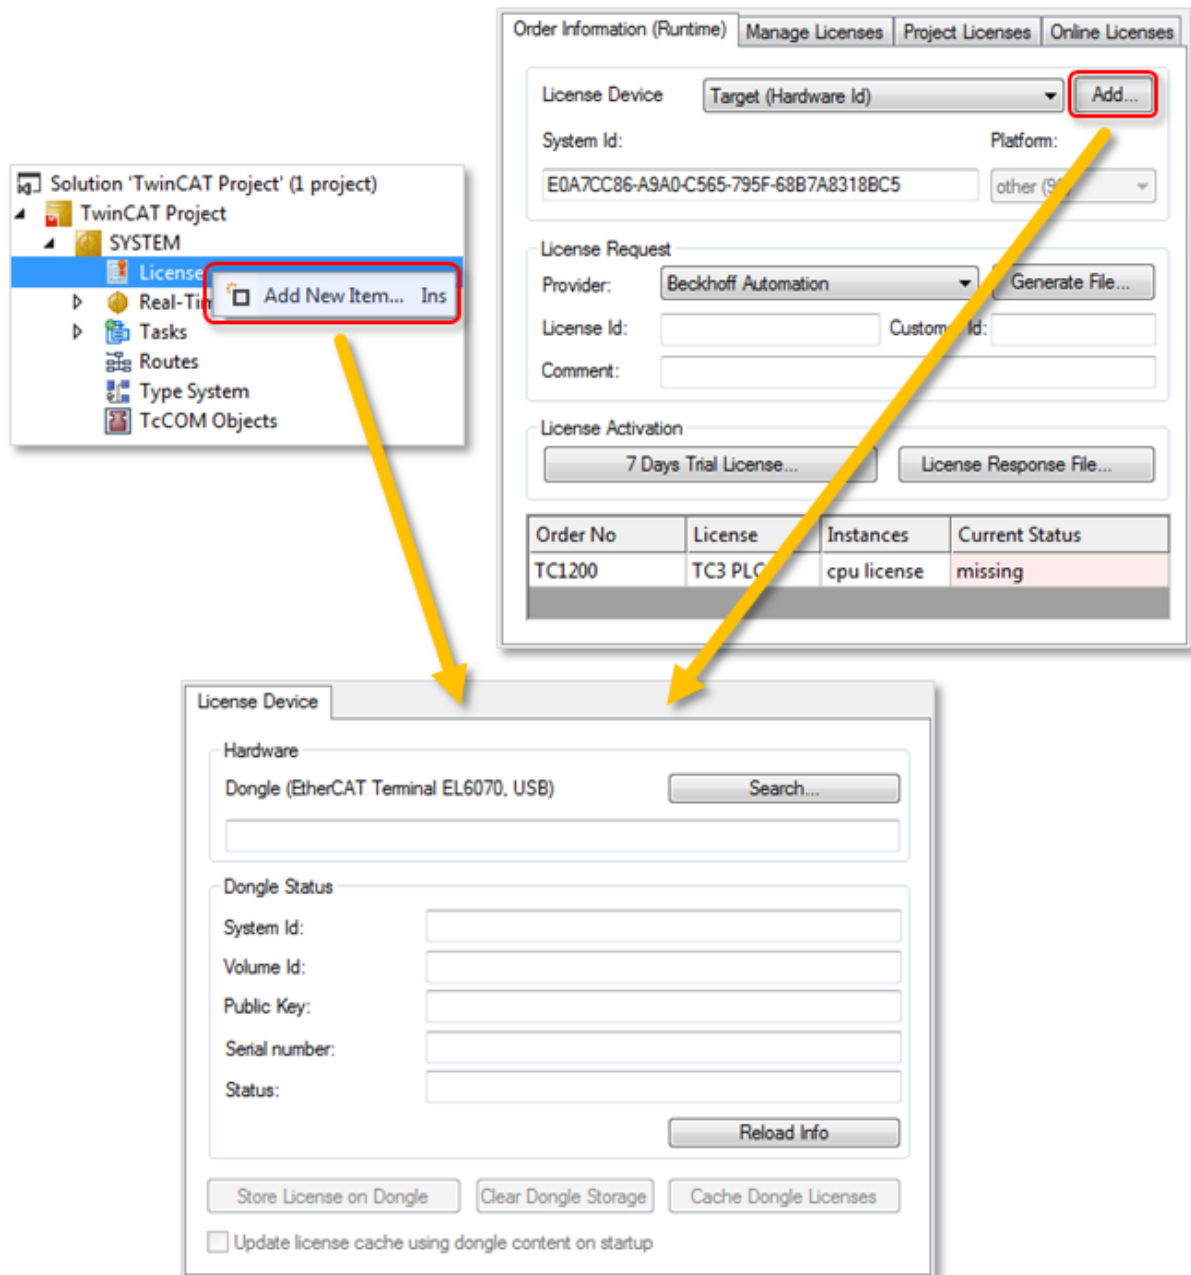 Order Information (Runtime) Manage Licenses Project Licenses Online Licenses
License Device Target (Hardware Id) Add...
System Id: Platform:
E0A7CC86-A9A0-C565-795F-68B7A8318BC5 other
License Request
Provider: Beckhoff Automation Generate File...
License Id: Id:
Comment:
License Activation
7 Days Trial License... License Response File...
Order No License Instances Current Status
TC1200 TC3 PLC cpu license missing
Solution 'TwinCAT Project' (1 project)
TwinCAT Project
SYSTEM
License
Add New Item... Ins
Tasks
Routes
Type System
TcCOM Objects
License Device
Hardware
Dongle (EtherCAT Terminal EL6070, USB) Search...
Dongle Status
System Id:
Volume Id:
Public Key:
Serial number:
Status:
Reload Info
Store License on Dongle Clear Dongle Storage Cache Dongle Licenses
Update license cache using dongle content on startup